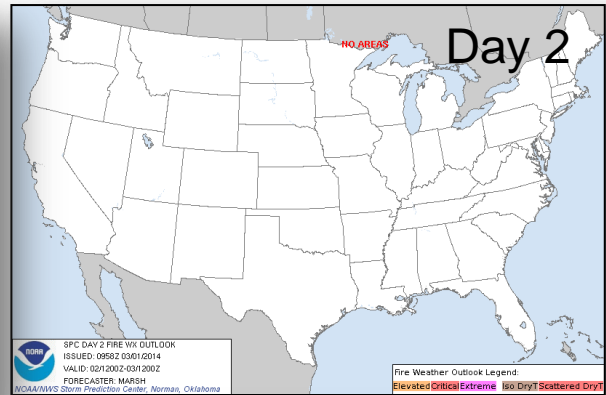 NO AREAS
Day 2
NOAA
SPC DAY 2 FIRE WX OUTLOOK
ISSUED: 0958Z 03/01/2014
VALID: 02/1200Z-03/1200Z
FORECASTER: MARSH
NOAA/NWS Storm Prediction Center, Norman, Oklahoma
Fire Weather Outlook Legend:
Elevated Critical Extreme Iso DryT Scattered DryT